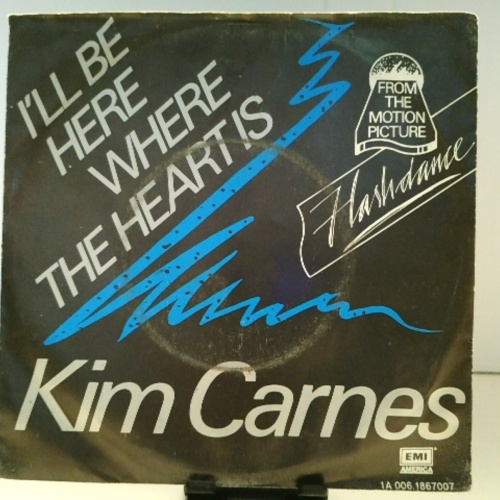 I'LL BE
HERE
WHERE
THE HEART IS
FROM
THE
MOTION
PICTURE
Flashdance
Kim Carnes
EMI
AMERICA
1A 006.1867007